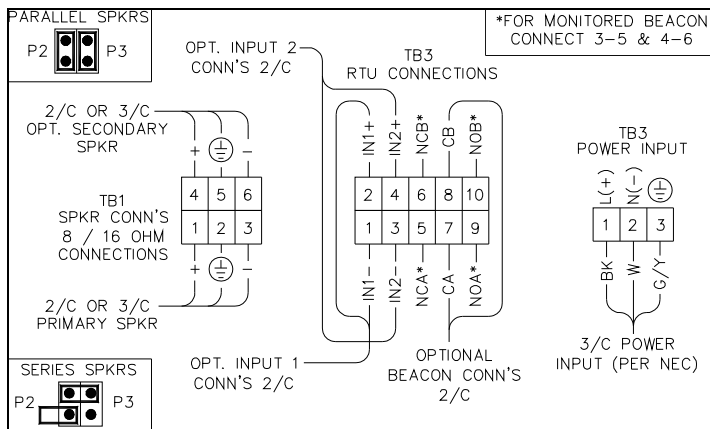 PARALLEL SPKRS
P2 P3
*FOR MONITORED BEACON
CONNECT 3-5 & 4-6
OPT. INPUT 2
CONN'S 2/C
TB3
RTU CONNECTIONS
2/C OR 3/C
OPT. SECONDARY
SPKR
+ -
4 5 6
1 2 3
+ -
TB1
SPKR CONN'S
8 / 16 OHM
CONNECTIONS
2/C OR 3/C
PRIMARY SPKR
IN1+ IN2+ NCB* CB NOB*
2 4 6 8 10
1 3 5 7 9
IN1- IN2- NCA* CA NOA*
OPT. INPUT 1
CONN'S 2/C
OPTIONAL
BEACON CONN'S
2/C
TB3
POWER INPUT
L(+) N(-)
1 2 3
BK W G/Y
3/C POWER
INPUT (PER NEC)
SERIES SPKRS
P2 P3